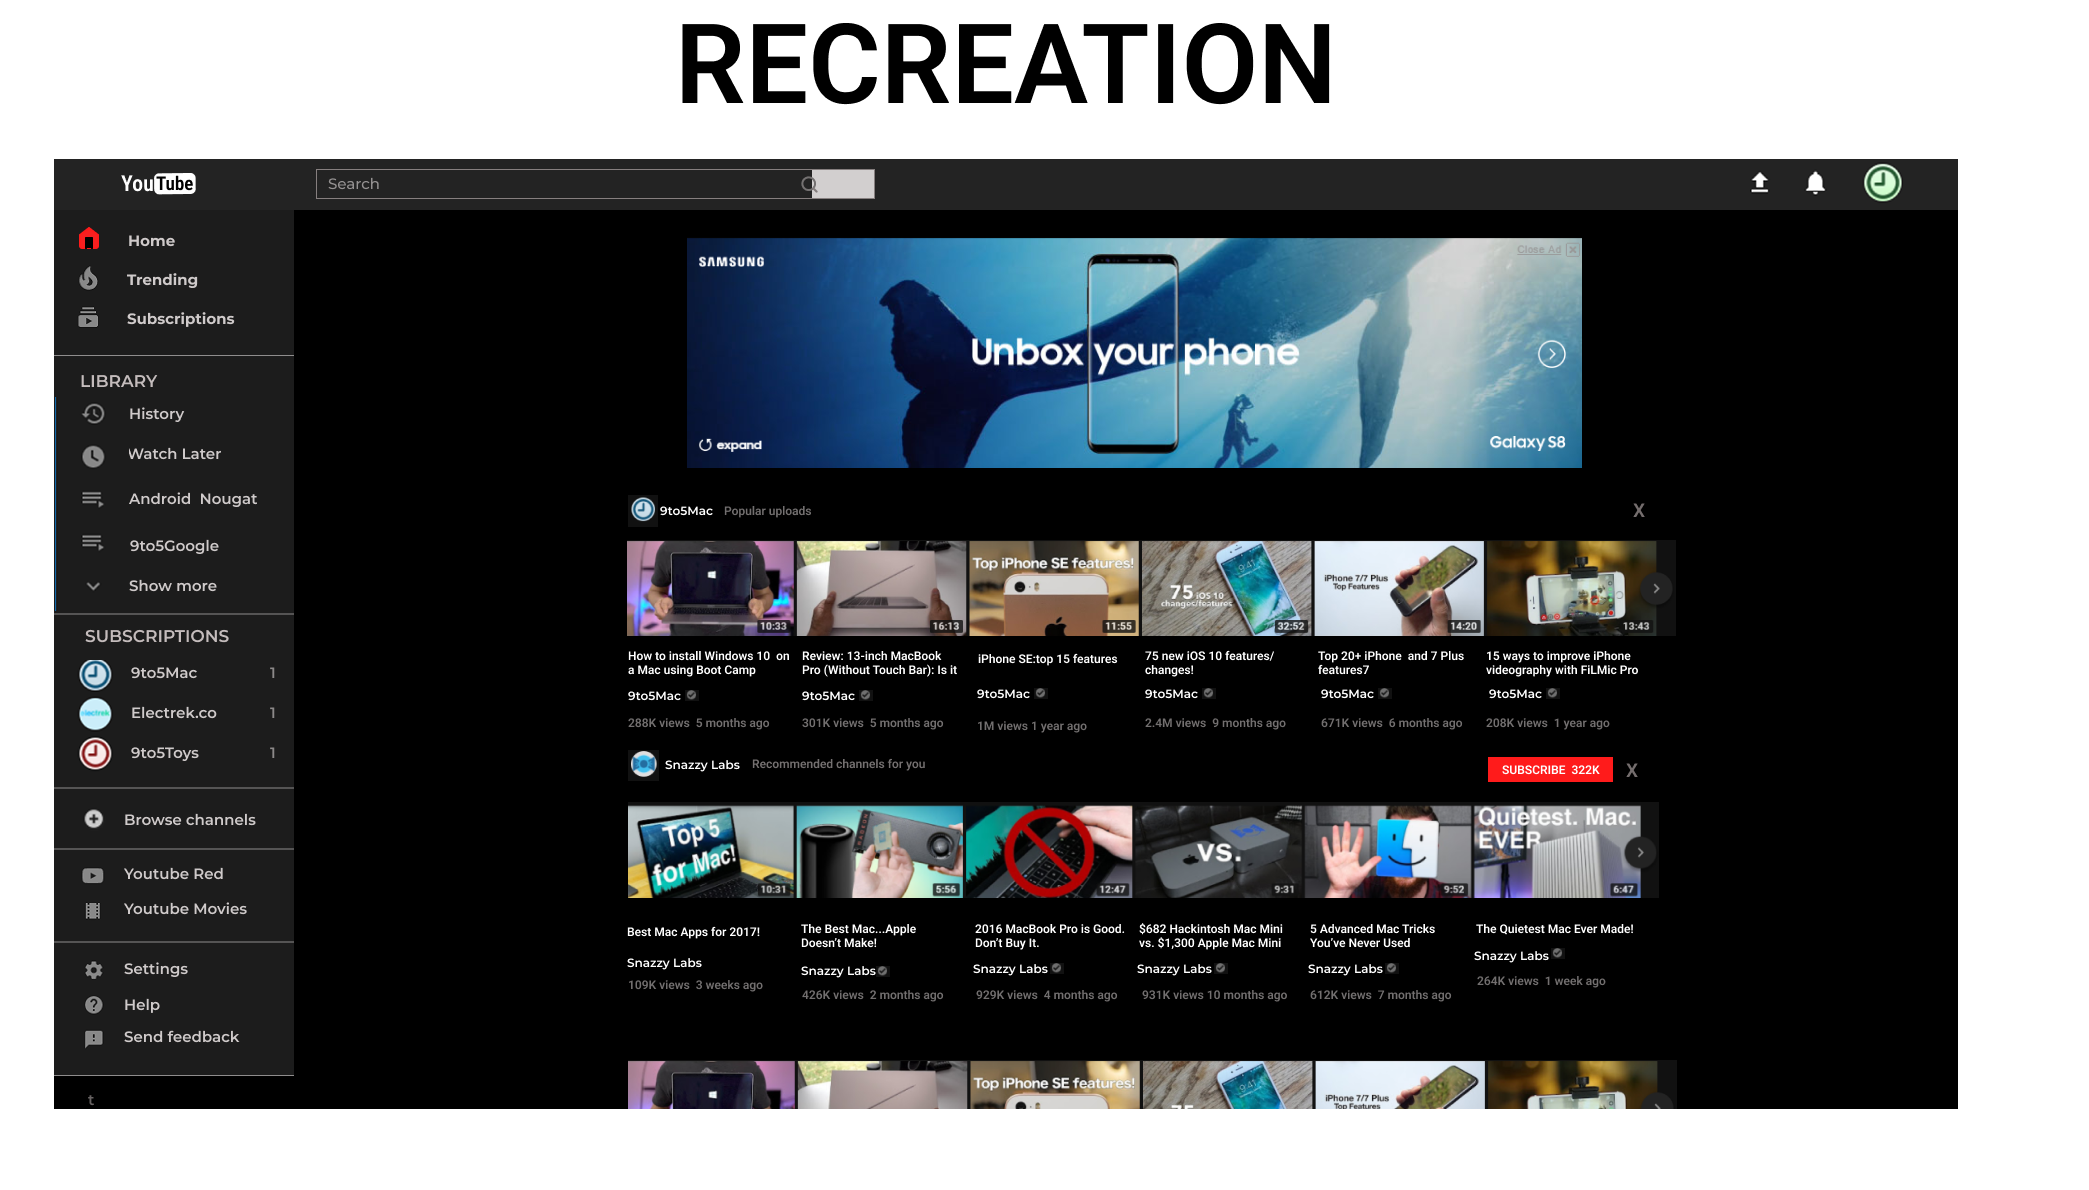 RECREATION
YouTube
Search
Home
Trending
Subscriptions
LIBRARY
History
Watch Later
Android Nougat
9to5Google
Show more
SUBSCRIPTIONS
9to5Mac 1
electrek
Electrek.co 1
9to5Toys 1
Browse channels
Youtube Red
Youtube Movies
Settings
Help
Send feedback
t
SAMSUNG
Close Ad X
Unbox your phone
expand
Galaxy S8
9to5Mac Popular uploads X
10:33
16:13
Top iPhone SE features!
11:55
75 iOS 10
changes/features
32:52
iPhone 7/7 Plus
Top Features
14:20
13:43
How to install Windows 10 on
a Mac using Boot Camp
9to5Mac
288K views 5 months ago
Review: 13-inch MacBook
Pro (Without Touch Bar): Is it
9to5Mac
301K views 5 months ago
iPhone SE:top 15 features
9to5Mac
1M views 1 year ago
75 new iOS 10 features/
changes!
9to5Mac
2.4M views 9 months ago
Top 20+ iPhone and 7 Plus
features7
9to5Mac
671K views 6 months ago
15 ways to improve iPhone
videography with FiLMic Pro
9to5Mac
208K views 1 year ago
Snazzy Labs Recommended channels for you
SUBSCRIBE 322K X
Top 5
for Mac!
10:31
5:56
12:47
vs.
9:31
9:52
Quietest. Mac.
EVER
6:47
Best Mac Apps for 2017!
Snazzy Labs
109K views 3 weeks ago
The Best Mac...Apple
Doesn't Make!
Snazzy Labs
426K views 2 months ago
2016 MacBook Pro is Good.
Don't Buy It.
Snazzy Labs
929K views 4 months ago
$682 Hackintosh Mac Mini
vs. $1,300 Apple Mac Mini
Snazzy Labs
931K views 10 months ago
5 Advanced Mac Tricks
You've Never Used
Snazzy Labs
612K views 7 months ago
The Quietest Mac Ever Made!
Snazzy Labs
264K views 1 week ago
Top iPhone SE features!
75
iPhone 7/7 Plus
Top Features